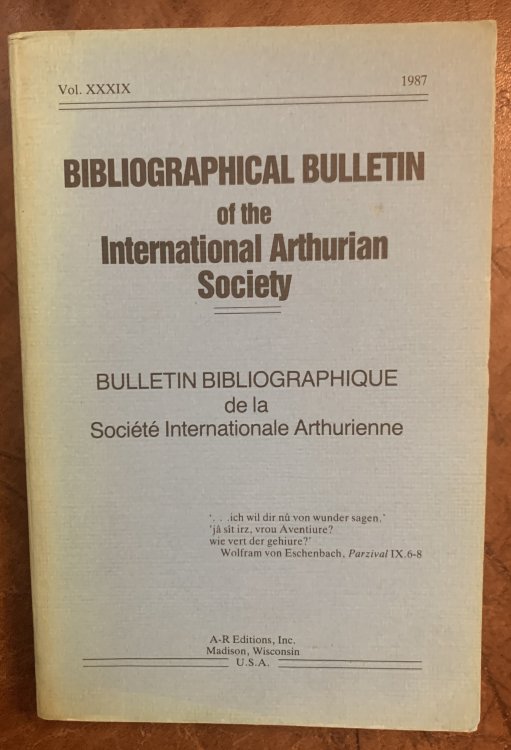 Vol. XXXIX
1987
BIBLIOGRAPHICAL BULLETIN
of the
International Arthurian
Society
BULLETIN BIBLIOGRAPHIQUE
de la
Société Internationale Arthurienne
'. . .ich wil dir nû von wunder sagen.'
'jâ sît irz, vrou Aventiure?
wie vert der gehiure?'
Wolfram von Eschenbach, Parzival IX.6-8
A-R Editions, Inc.
Madison, Wisconsin
U.S.A.